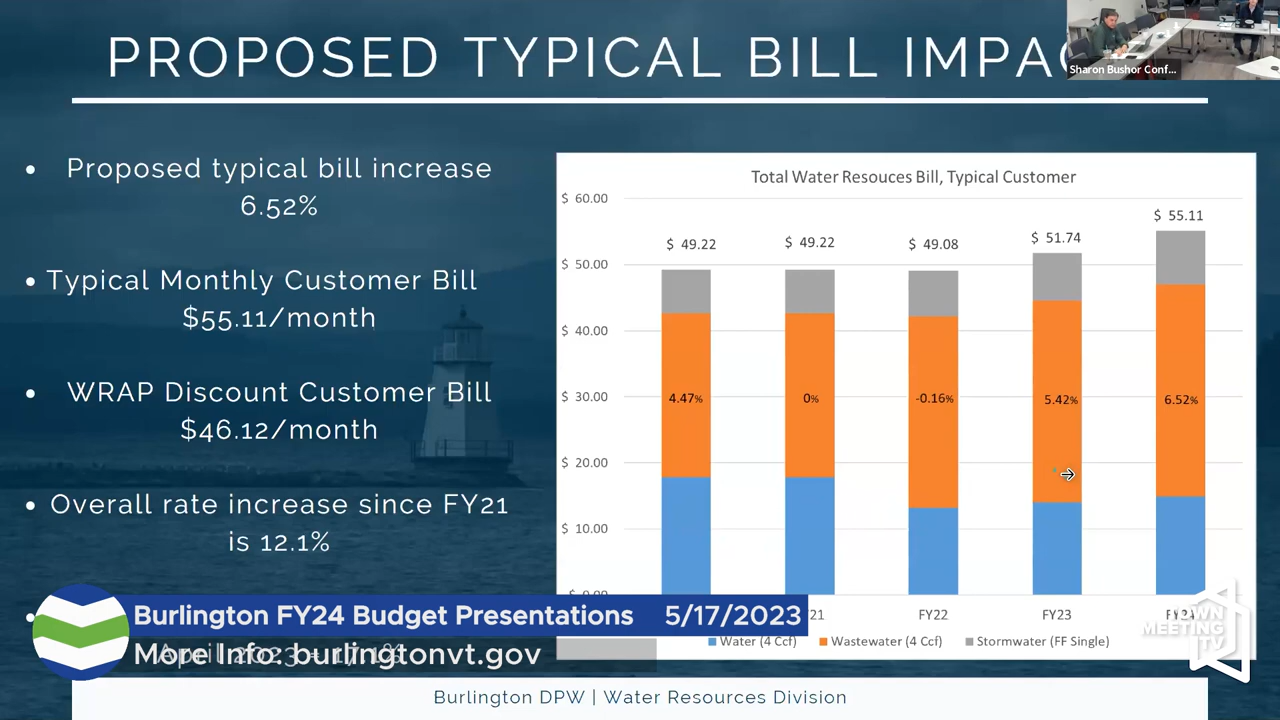 PROPOSED TYPICAL BILL IMPAC
Sharon Bushor Conf...
• Proposed typical bill increase
6.52%
• Typical Monthly Customer Bill
$55.11/month
• WRAP Discount Customer Bill
$46.12/month
• Overall rate increase since FY21
is 12.1%
Total Water Resouces Bill, Typical Customer
$ 60.00
$ 50.00
$ 40.00
$ 30.00
$ 20.00
$ 10.00
$ 49.22
$ 49.22
$ 49.08
$ 51.74
$ 55.11
4.47%
0%
-0.16%
5.42%
6.52%
21
FY22
FY23
FY24
Water (4 Ccf)
Wastewater (4 Ccf)
Stormwater (FF Single)
Burlington FY24 Budget Presentations 5/17/2023
More Info: burlingtonvt.gov
TOWN
MEETING
TV
Burlington DPW | Water Resources Division